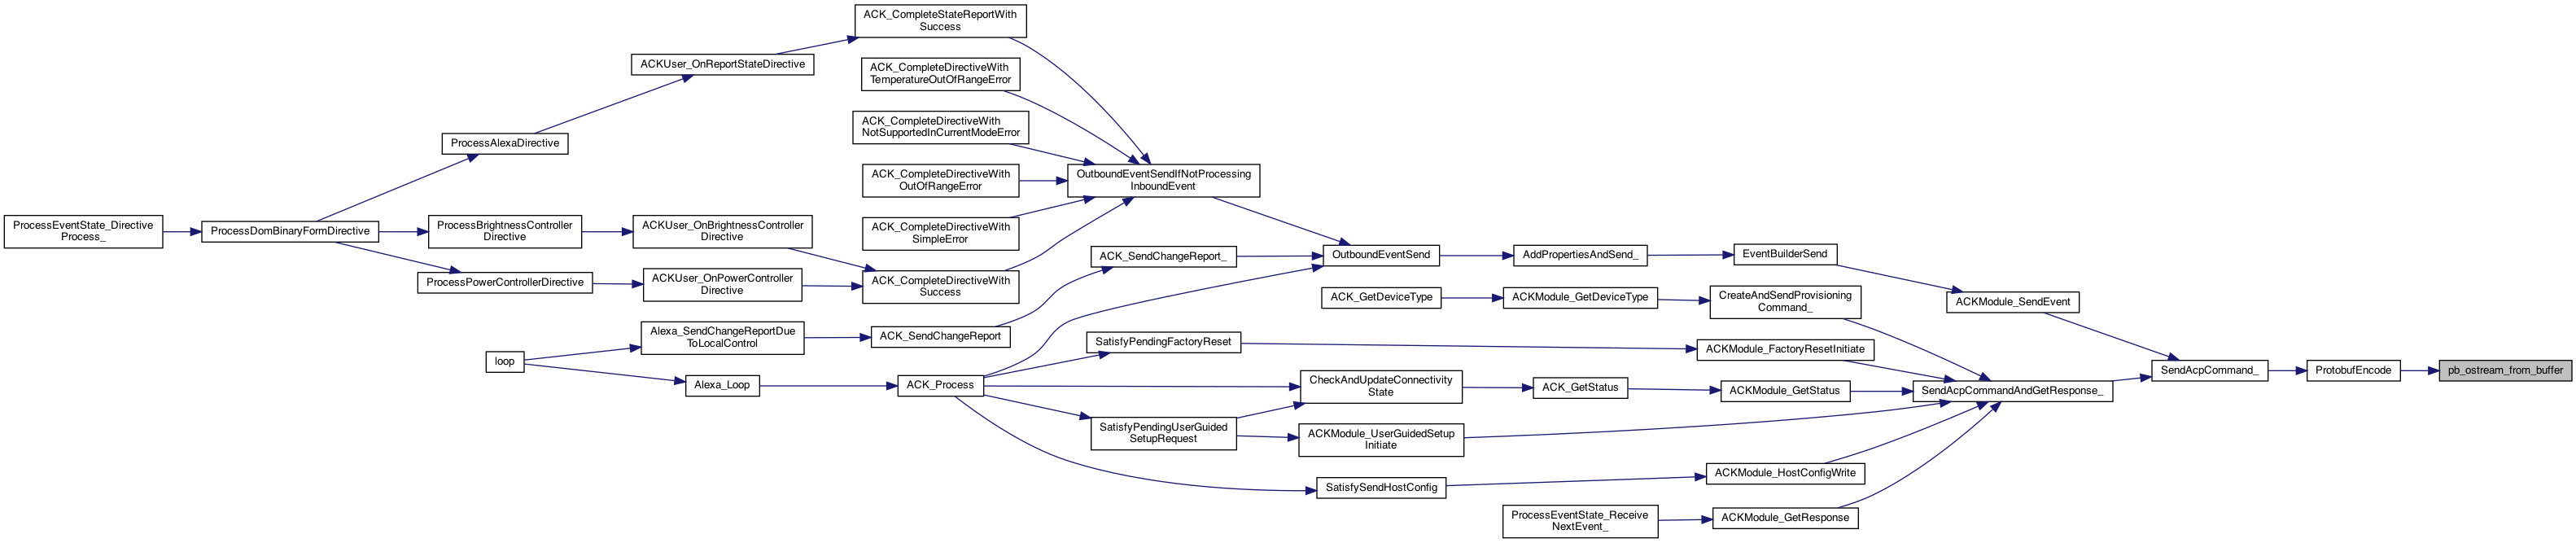 ACK_CompleteStateReportWith
Success
ACKUser_OnReportStateDirective
ACK_CompleteDirectiveWith
TemperatureOutOfRangeError
ACK_CompleteDirectiveWith
NotSupportedInCurrentModeError
ProcessAlexaDirective
ACK_CompleteDirectiveWith
OutOfRangeError
OutboundEventSendIfNotProcessing
InboundEvent
ProcessEventState_Directive
Process_
ProcessDomBinaryFormDirective
ProcessBrightnessController
Directive
ACKUser_OnBrightnessController
Directive
ACK_CompleteDirectiveWith
SimpleError
ProcessPowerControllerDirective
ACKUser_OnPowerController
Directive
ACK_CompleteDirectiveWith
Success
ACK_SendChangeReport_
OutboundEventSend
AddPropertiesAndSend_
EventBuilderSend
ACK_GetDeviceType
ACKModule_GetDeviceType
CreateAndSendProvisioning
Command_
ACKModule_SendEvent
loop
Alexa_SendChangeReportDue
ToLocalControl
ACK_SendChangeReport
SatisfyPendingFactoryReset
ACKModule_FactoryResetInitiate
Alexa_Loop
ACK_Process
CheckAndUpdateConnectivity
State
ACK_GetStatus
ACKModule_GetStatus
SendAcpCommandAndGetResponse_
SendAcpCommand_
ProtobufEncode
pb_ostream_from_buffer
SatisfyPendingUserGuided
SetupRequest
ACKModule_UserGuidedSetup
Initiate
SatisfySendHostConfig
ACKModule_HostConfigWrite
ProcessEventState_Receive
NextEvent_
ACKModule_GetResponse